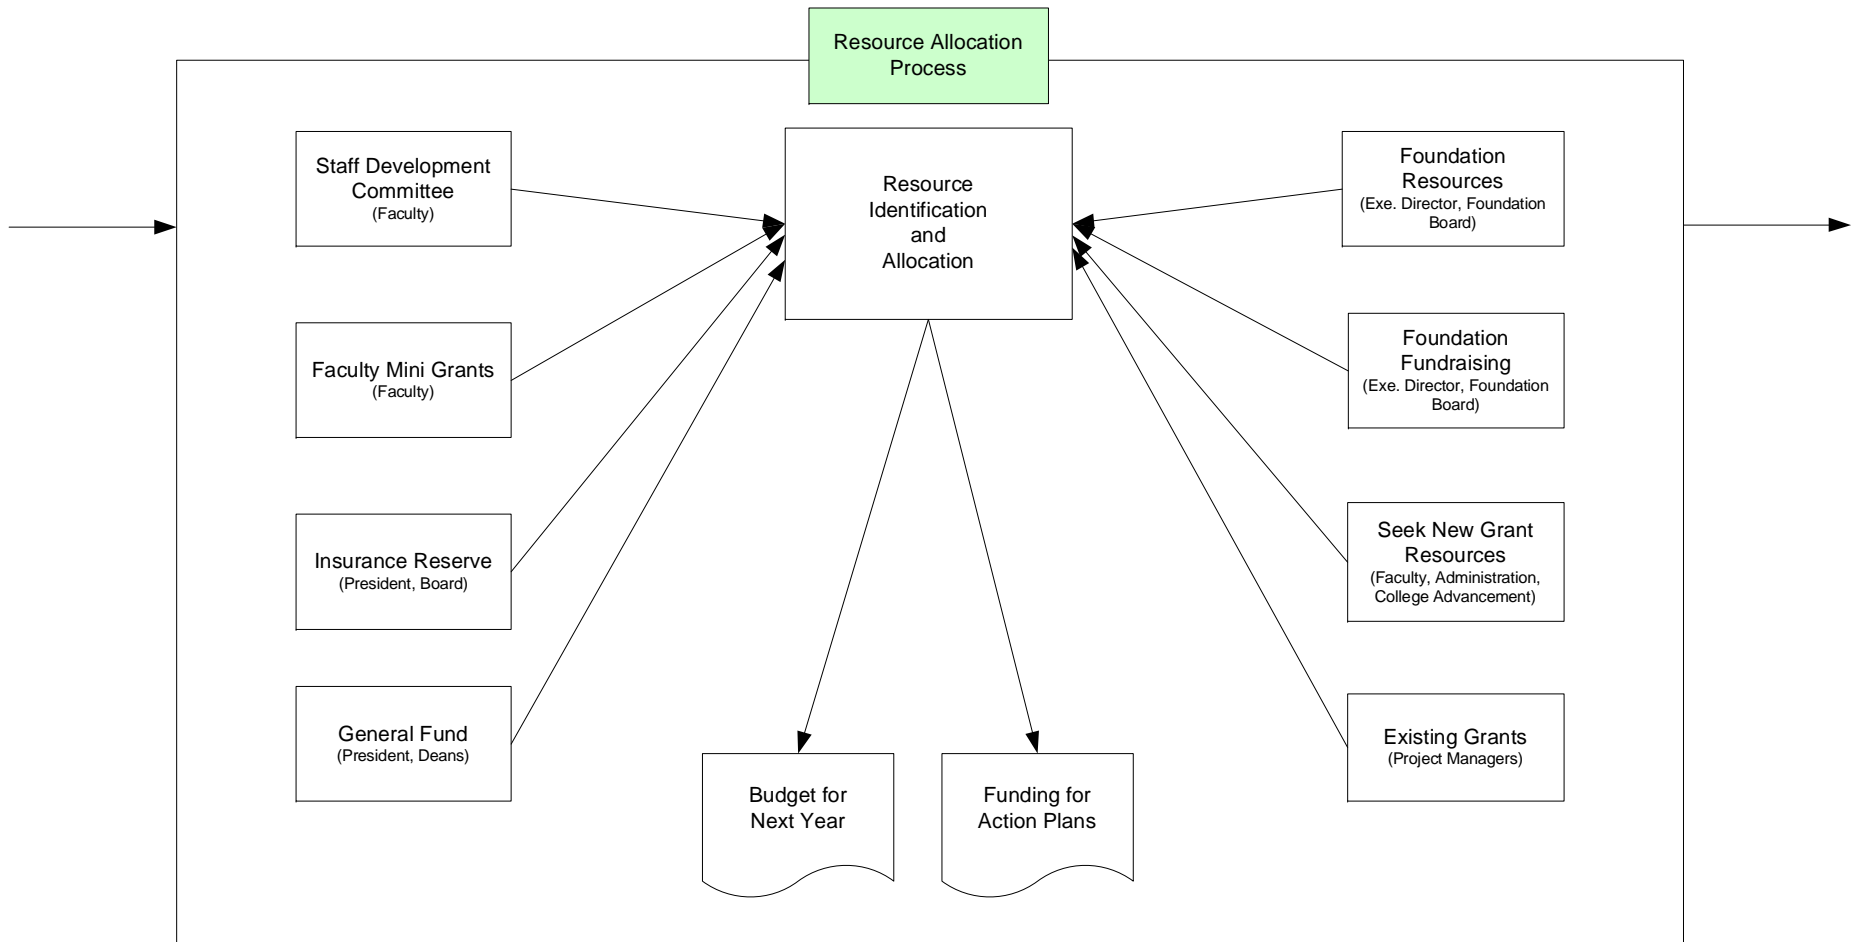 Resource Allocation
Process
Staff Development
Committee
(Faculty)
Resource
Identification
and
Allocation
Foundation
Resources
(Exe. Director, Foundation
Board)
Faculty Mini Grants
(Faculty)
Foundation
Fundraising
(Exe. Director, Foundation
Board)
Insurance Reserve
(President, Board)
Seek New Grant
Resources
(Faculty, Administration,
College Advancement)
General Fund
(President, Deans)
Existing Grants
(Project Managers)
Budget for
Next Year
Funding for
Action Plans